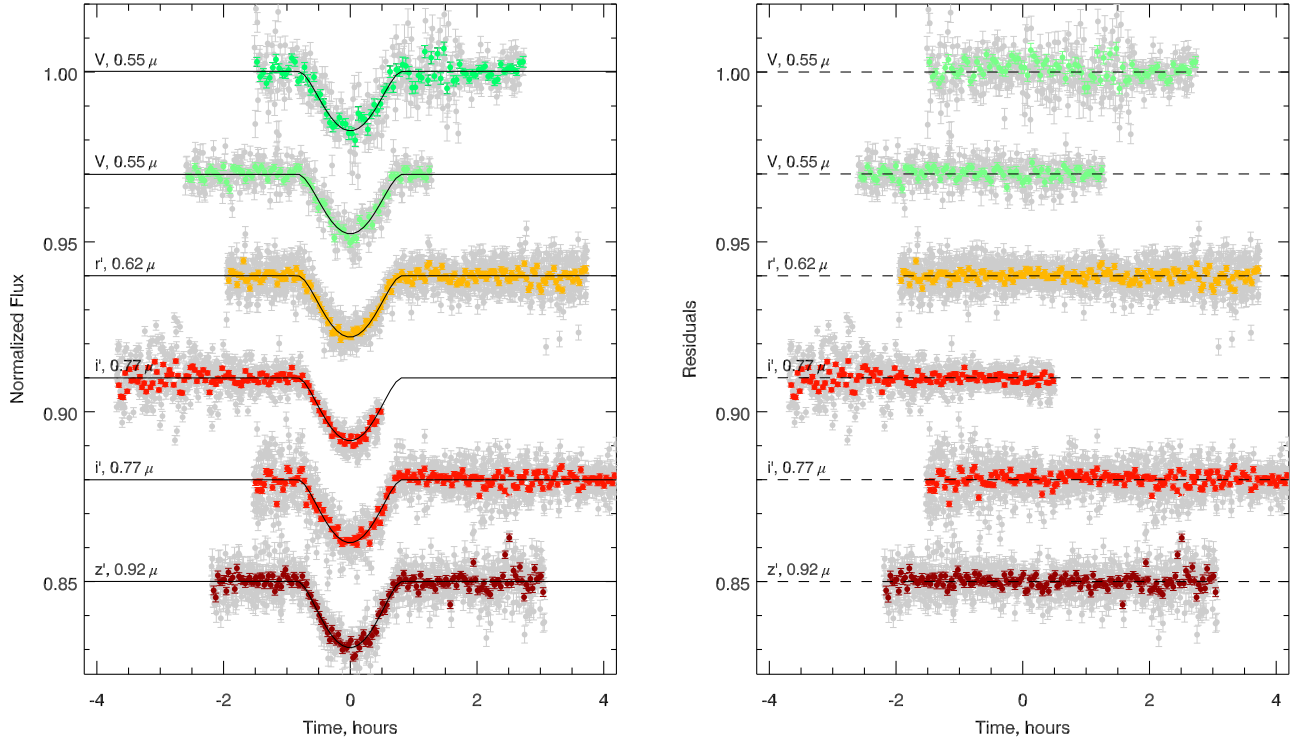 V, 0.55 μ
V, 0.55 μ
r', 0.62 μ
i', 0.77 μ
i', 0.77 μ
z', 0.92 μ
1.00
0.95
0.90
0.85
Normalized Flux
-4
-2
0
2
4
Time, hours
V, 0.55 μ
V, 0.55 μ
r', 0.62 μ
i', 0.77 μ
i', 0.77 μ
z', 0.92 μ
1.00
0.95
0.90
0.85
Residuals
-4
-2
0
2
4
Time, hours